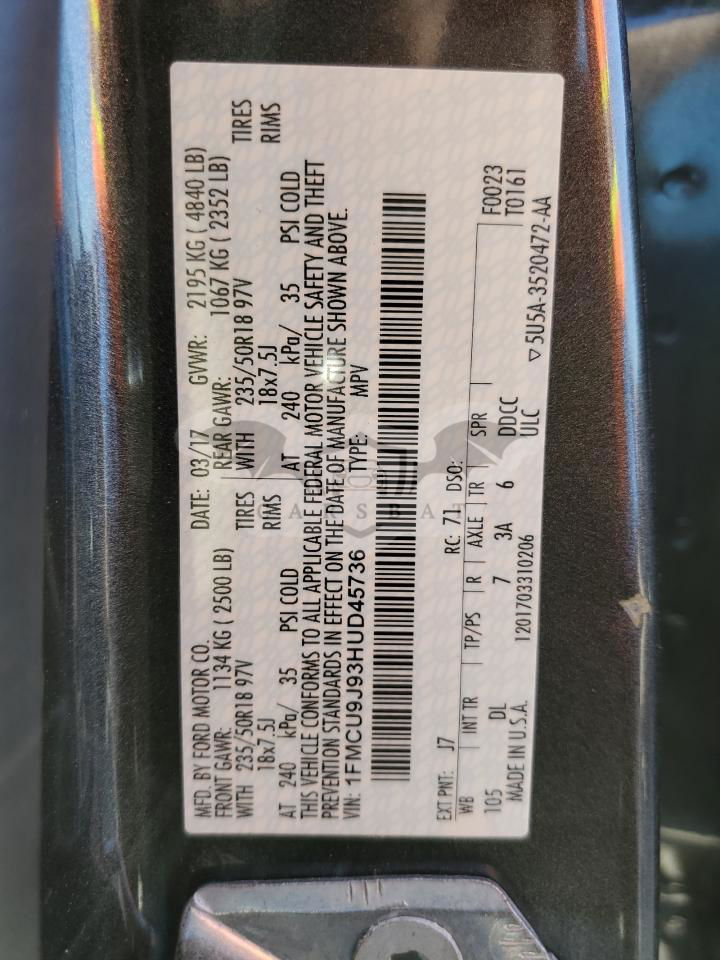 MFD. BY FORD MOTOR CO.
DATE: 03/17 GVWR: 2195 KG ( 4840 LB)
FRONT GAWR: 1134 KG ( 2500 LB) REAR GAWR: 1067 KG ( 2352 LB)
WITH 235/50R18 97V TIRES WITH 235/50R18 97V TIRES
18x7.5J RIMS 18x7.5J RIMS
AT 240 kPa/ 35 PSI COLD AT 240 kPa/ 35 PSI COLD
THIS VEHICLE CONFORMS TO ALL APPLICABLE FEDERAL MOTOR VEHICLE SAFETY AND THEFT
PREVENTION STANDARDS IN EFFECT ON THE DATE OF MANUFACTURE SHOWN ABOVE.
VIN: 1FMCU9J93HUD45736 TYPE: MPV
EXT PNT: J7 RC: 71 DSO: F0023
T0161
WB INT TR TP/PS R AXLE TR SPR
105 DL 7 3A 6 DDCC
MADE IN U.S.A. 1201703310206 ULC
▽5U5A-3520472-AA